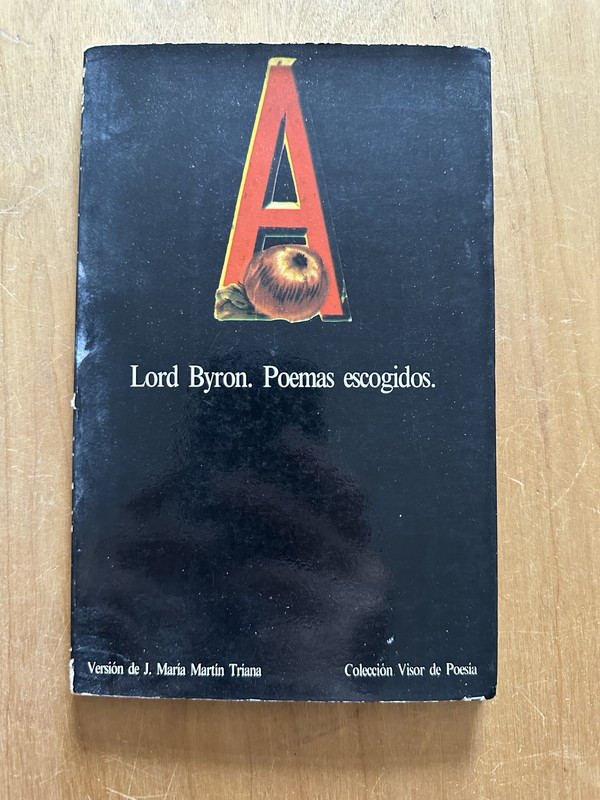 A
Lord Byron. Poemas escogidos.
Versión de J. María Martín Triana
Colección Visor de Poesía